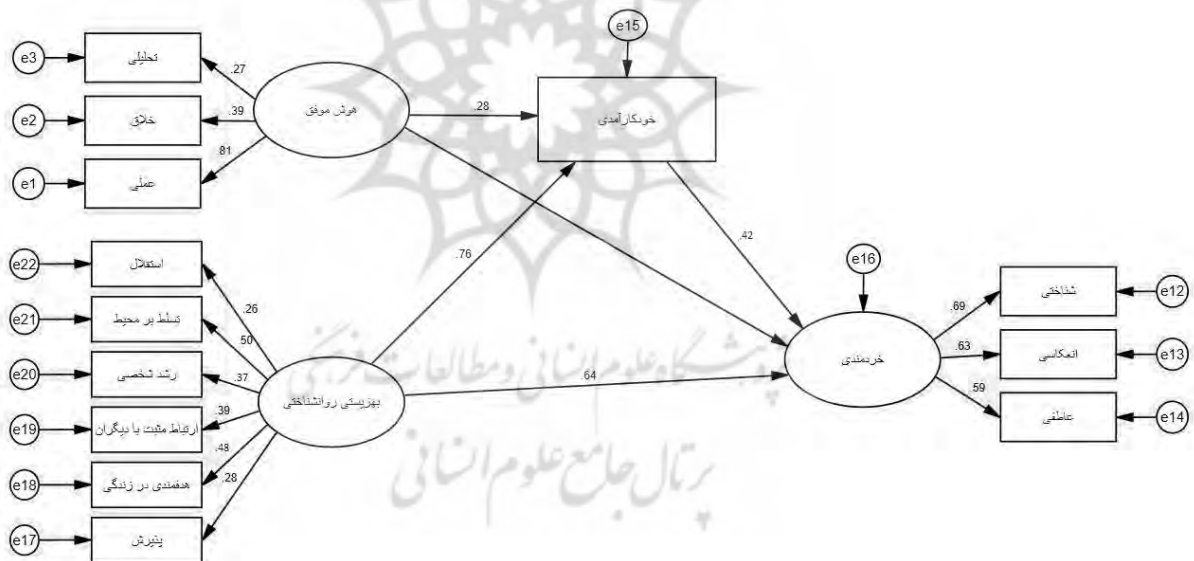 e15
e3
تحلیلی
.27
هوش موفق
.28
خودکارآمدی
e2
خلاق
.39
e1
عملی
.81
e22
استقلال
.26
.76
.42
e16
e21
تسلط بر محیط
.50
شناختی
.69
e12
e20
رشد شخصی
.37
پژوهشگاه علوم انسانی و مطالعات فرهنگی
خردمندی
.63
انعکاسی
e13
بهزیستی روانشناختی
.64
e19
ارتباط مثبت با دیگران
.39
.59
عاطفی
e14
e18
هدفمندی در زندگی
.48
پرتال جامع علوم انسانی
e17
پذیرش
.28